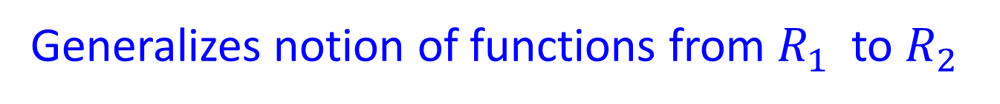 Generalizes notion of functions from R₁ to R₂